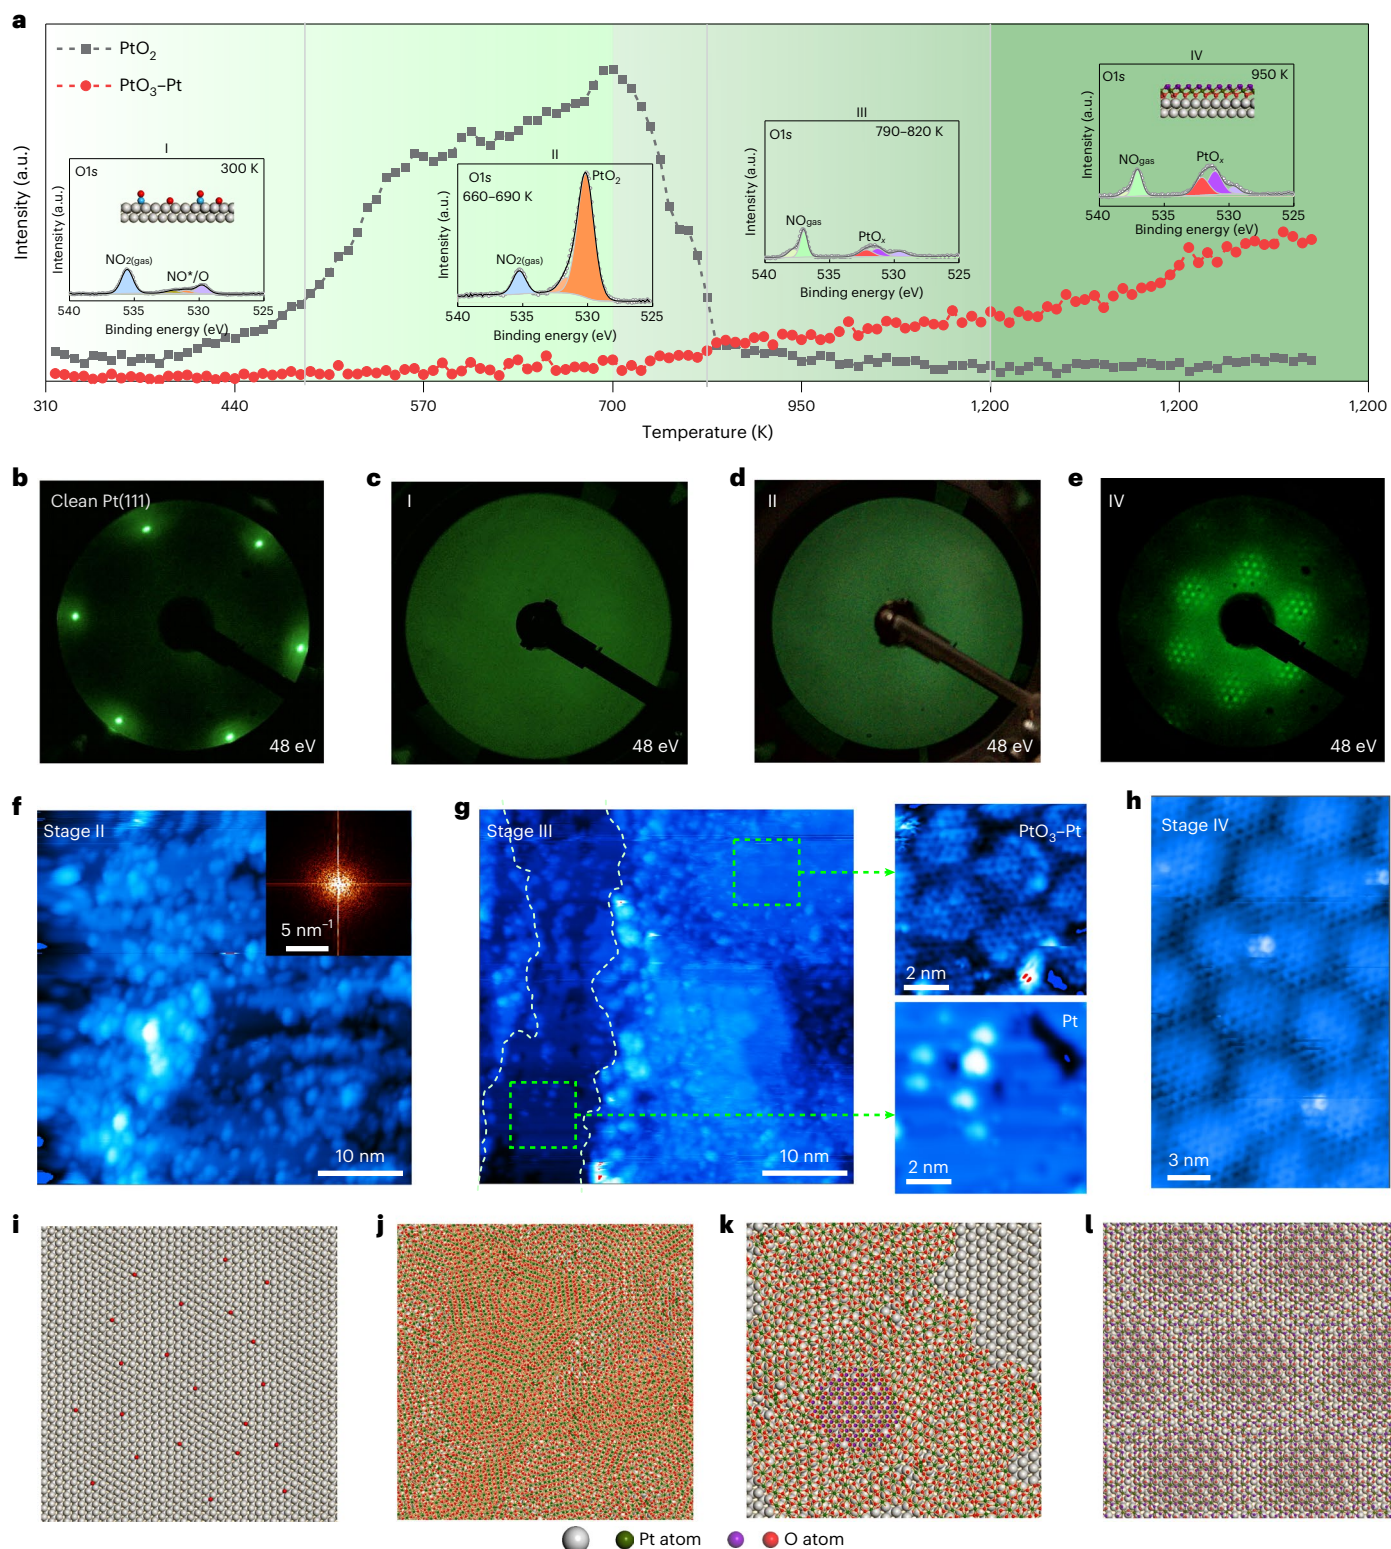 a
PtO2
PtO3–Pt
Intensity (a.u.)
I
O1s
300 K
NO2(gas)
NO*/O
Intensity (a.u.)
540
535
530
525
Binding energy (eV)
II
O1s
660–690 K
PtO2
NO2(gas)
Intensity (a.u.)
540
535
530
525
Binding energy (eV)
III
O1s
790–820 K
NOgas
PtOx
Intensity (a.u.)
540
535
530
525
Binding energy (eV)
IV
O1s
950 K
NOgas
PtOx
Intensity (a.u.)
540
535
530
525
Binding energy (eV)
310
440
570
700
950
1,200
1,200
1,200
Temperature (K)
b
Clean Pt(111)
48 eV
c
I
48 eV
d
II
48 eV
e
IV
48 eV
f
Stage II
5 nm−1
10 nm
g
Stage III
10 nm
PtO3–Pt
2 nm
Pt
2 nm
h
Stage IV
3 nm
i
j
k
l
Pt atom
O atom